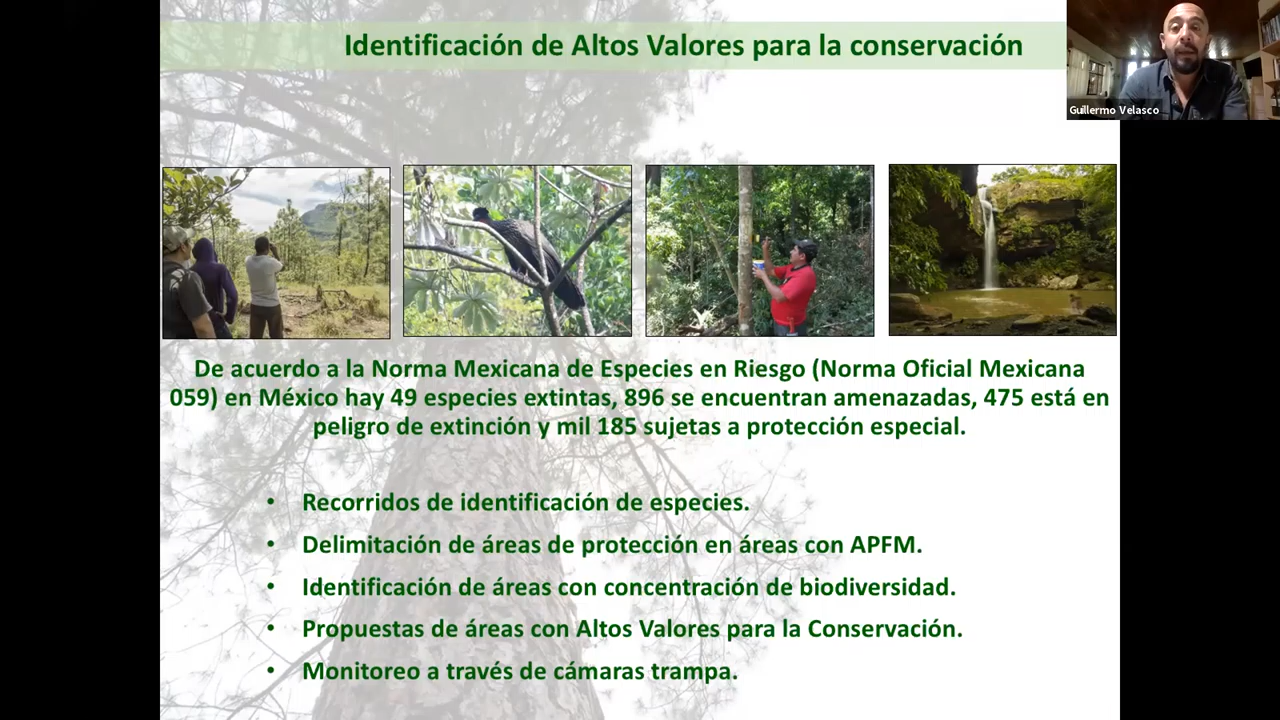 Identificación de Altos Valores para la conservación
Guillermo Velasco
De acuerdo a la Norma Mexicana de Especies en Riesgo (Norma Oficial Mexicana
059) en México hay 49 especies extintas, 896 se encuentran amenazadas, 475 está en
peligro de extinción y mil 185 sujetas a protección especial.
• Recorridos de identificación de especies.
• Delimitación de áreas de protección en áreas con APFM.
• Identificación de áreas con concentración de biodiversidad.
• Propuestas de áreas con Altos Valores para la Conservación.
• Monitoreo a través de cámaras trampa.